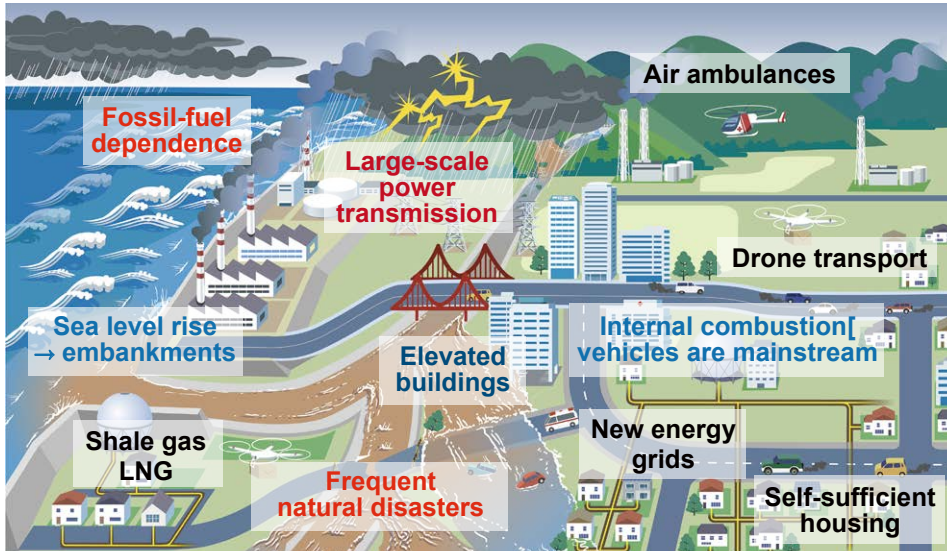 Air ambulances
Fossil-fuel
dependence
Large-scale
power
transmission
Drone transport
Sea level rise
→ embankments
Elevated
buildings
Internal combustion[
vehicles are mainstream
Shale gas
LNG
New energy
grids
Frequent
natural disasters
Self-sufficient
housing